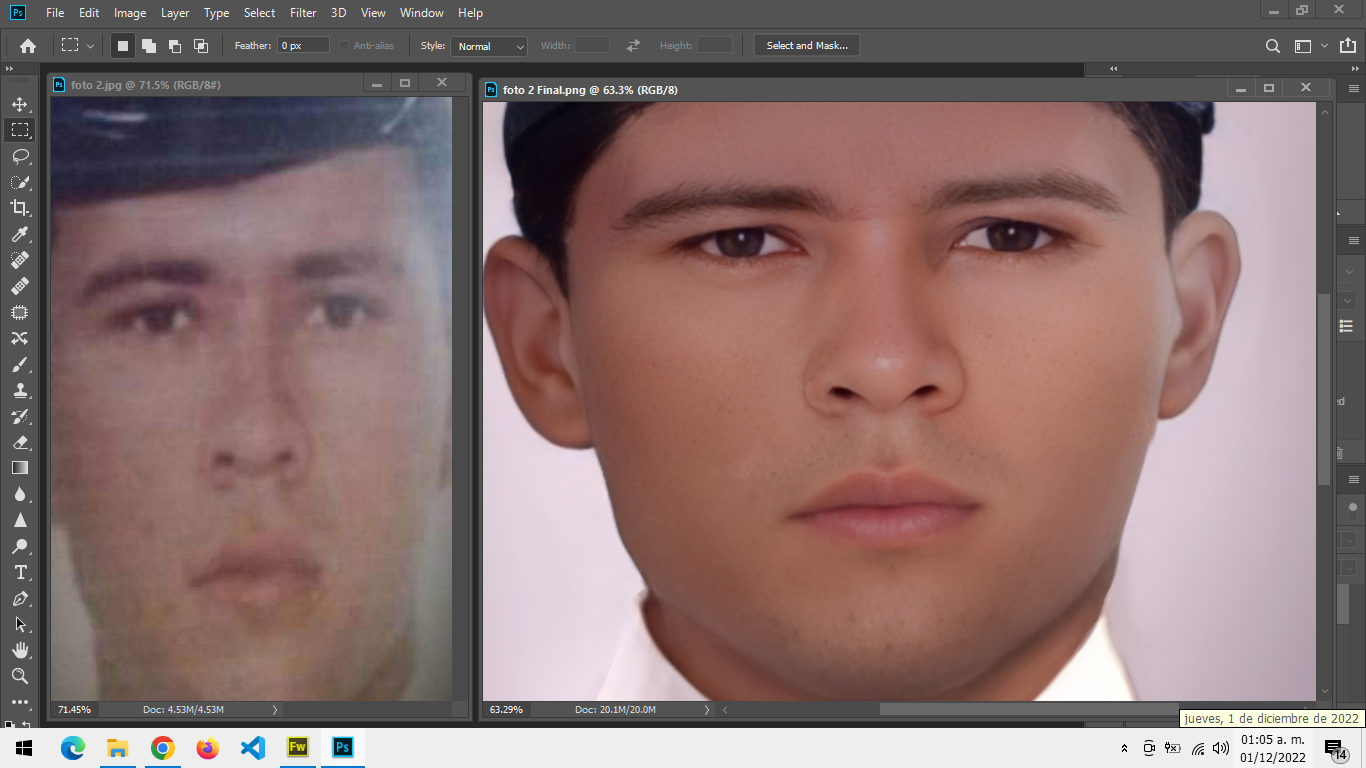 Ps File Edit Image Layer Type Select Filter 3D View Window Help
Feather: 0 px Anti-alias Style: Normal Width: Height: Select and Mask...
Ps foto 2.jpg @ 71.5% (RGB/8#)
Ps foto 2 Final.png @ 63.3% (RGB/8)
ed
71.45% Doc: 4.53M/4.53M
63.29% Doc: 20.1M/20.0M
jueves, 1 de diciembre de 2022
Fw Ps
01:05 a. m.
01/12/2022
14